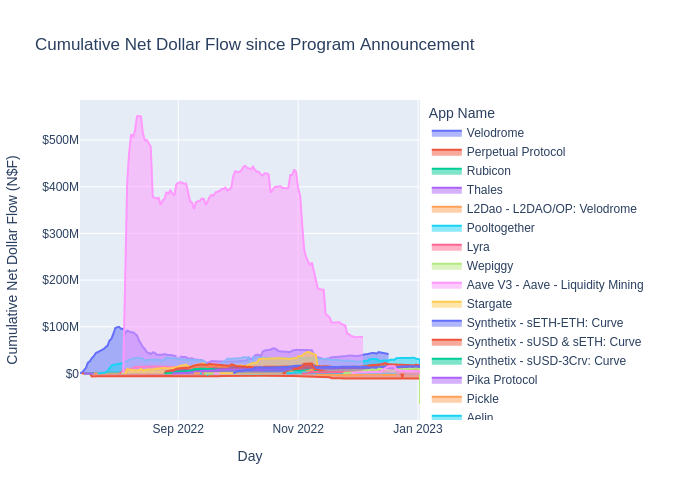 Cumulative Net Dollar Flow since Program Announcement
Cumulative Net Dollar Flow (N$F)
$500M
$400M
$300M
$200M
$100M
$0
Sep 2022
Nov 2022
Jan 2023
Day
App Name
Velodrome
Perpetual Protocol
Rubicon
Thales
L2Dao - L2DAO/OP: Velodrome
Pooltogether
Lyra
Wepiggy
Aave V3 - Aave - Liquidity Mining
Stargate
Synthetix - sETH-ETH: Curve
Synthetix - sUSD & sETH: Curve
Synthetix - sUSD-3Crv: Curve
Pika Protocol
Pickle
Aelin